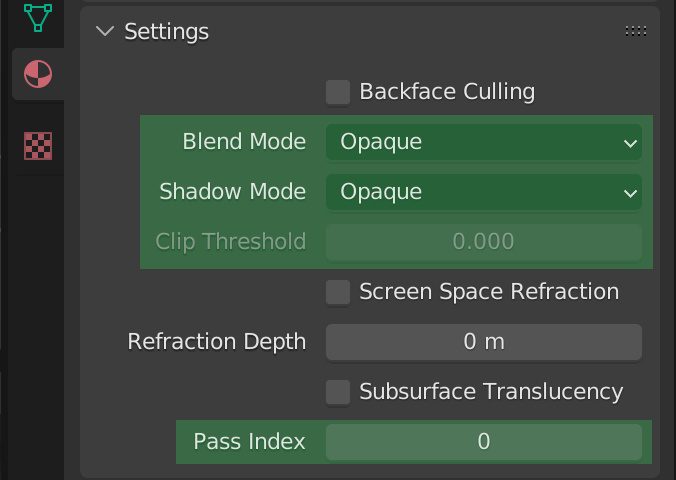 Settings
Backface Culling
Blend Mode Opaque
Shadow Mode Opaque
Clip Threshold 0.000
Screen Space Refraction
Refraction Depth 0 m
Subsurface Translucency
Pass Index 0